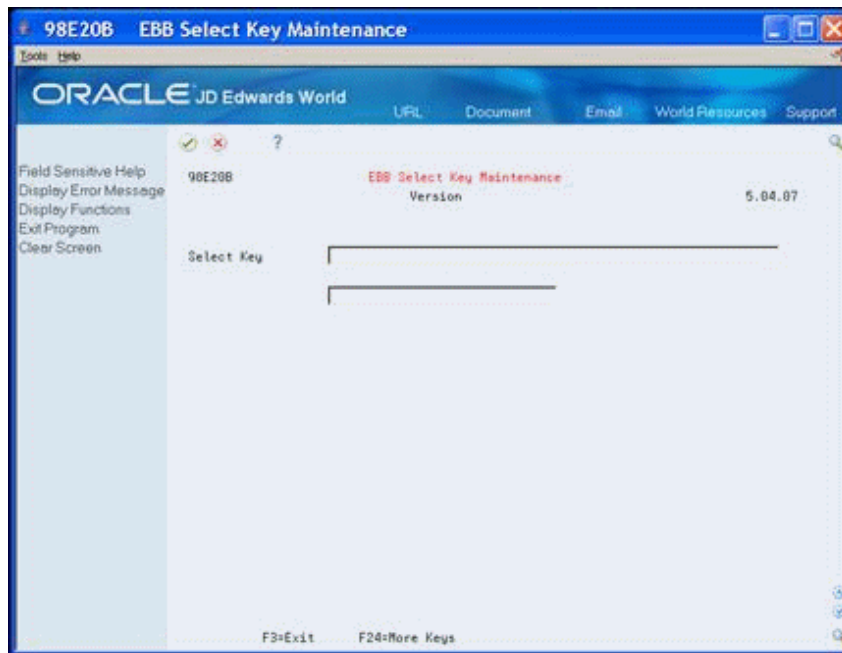 98E20B EBB Select Key Maintenance
Tools Help
ORACLE JD Edwards World
URL Document Email World Resources Support
?
Field Sensitive Help
Display Error Message
Display Functions
Exit Program
Clear Screen
98E20B EBB Select Key Maintenance
Version 5.04.07
Select Key
F3=Exit F24=More Keys